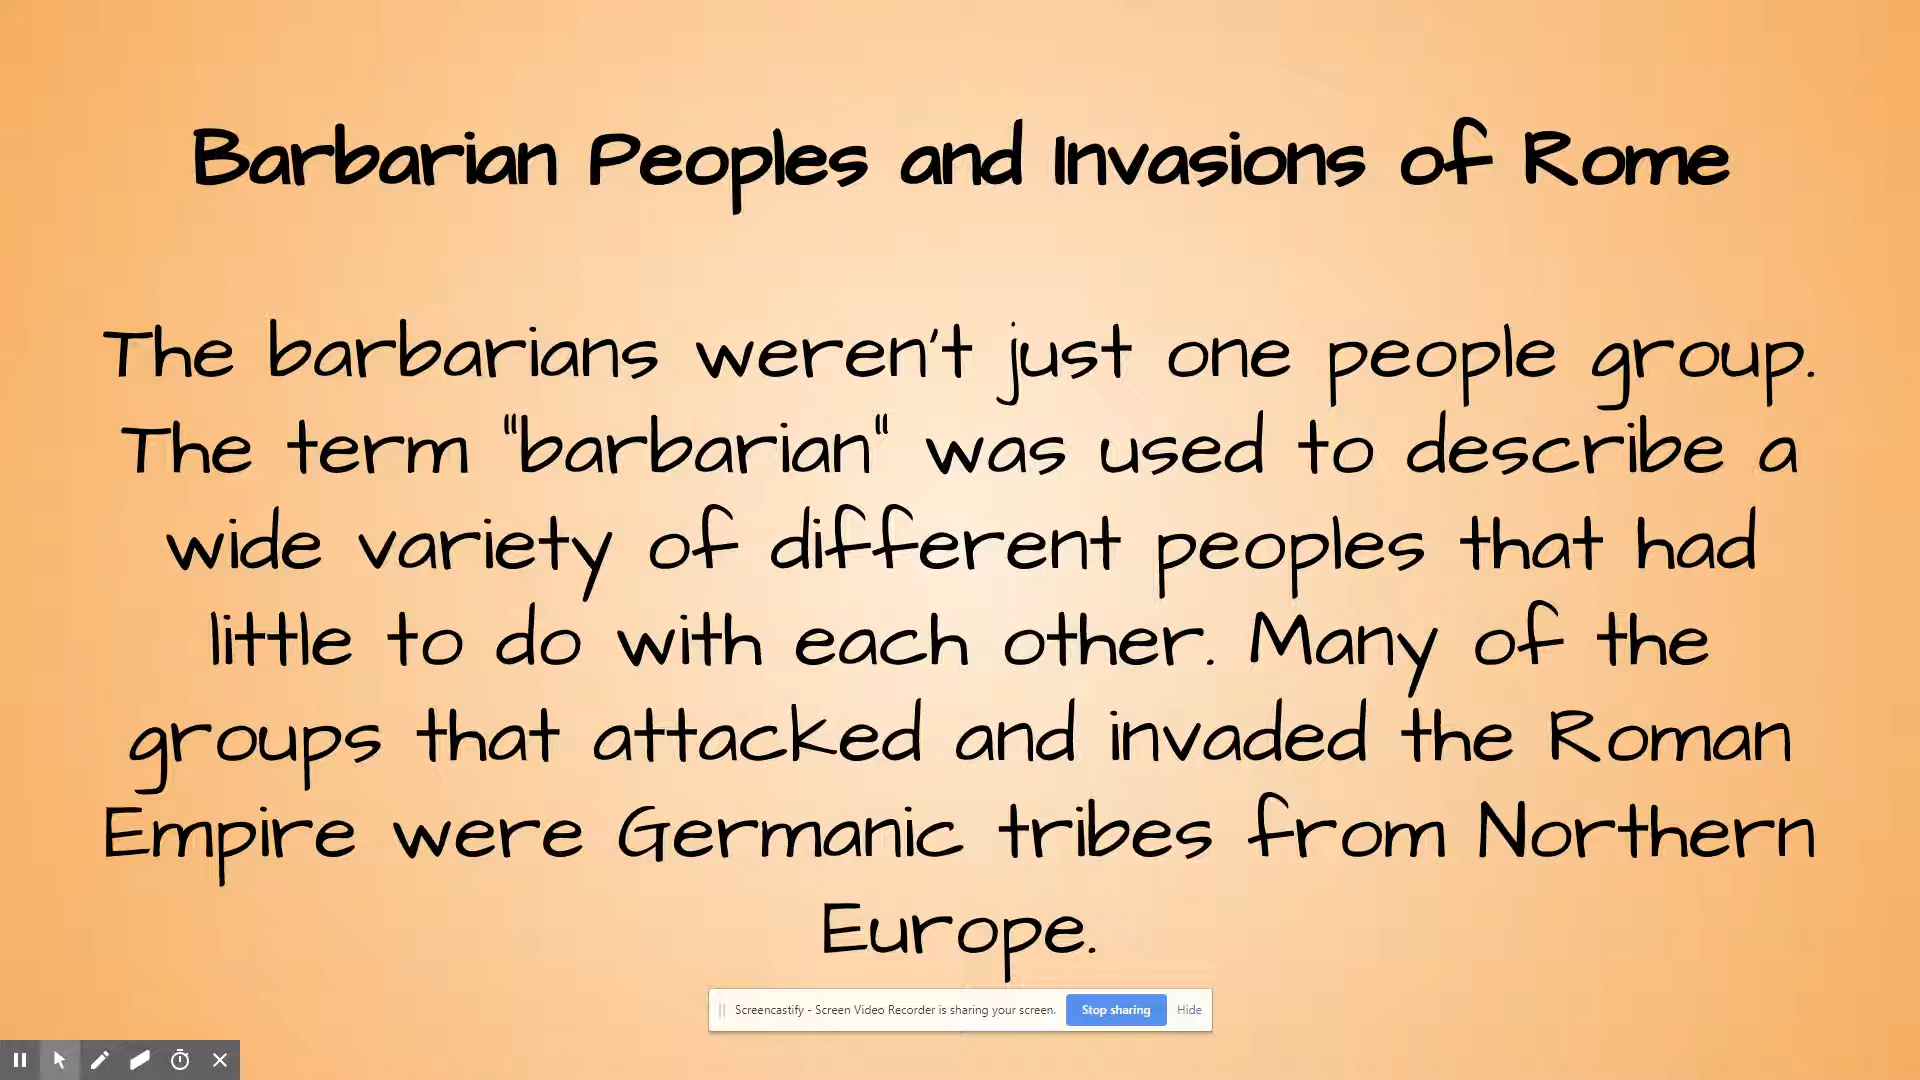 Barbarian Peoples and Invasions of Rome
The barbarians weren't just one people group.
The term "barbarian" was used to describe a
wide variety of different peoples that had
little to do with each other. Many of the
groups that attacked and invaded the Roman
Empire were Germanic tribes from Northern
Europe.
Screencastify - Screen Video Recorder is sharing your screen. Stop sharing Hide